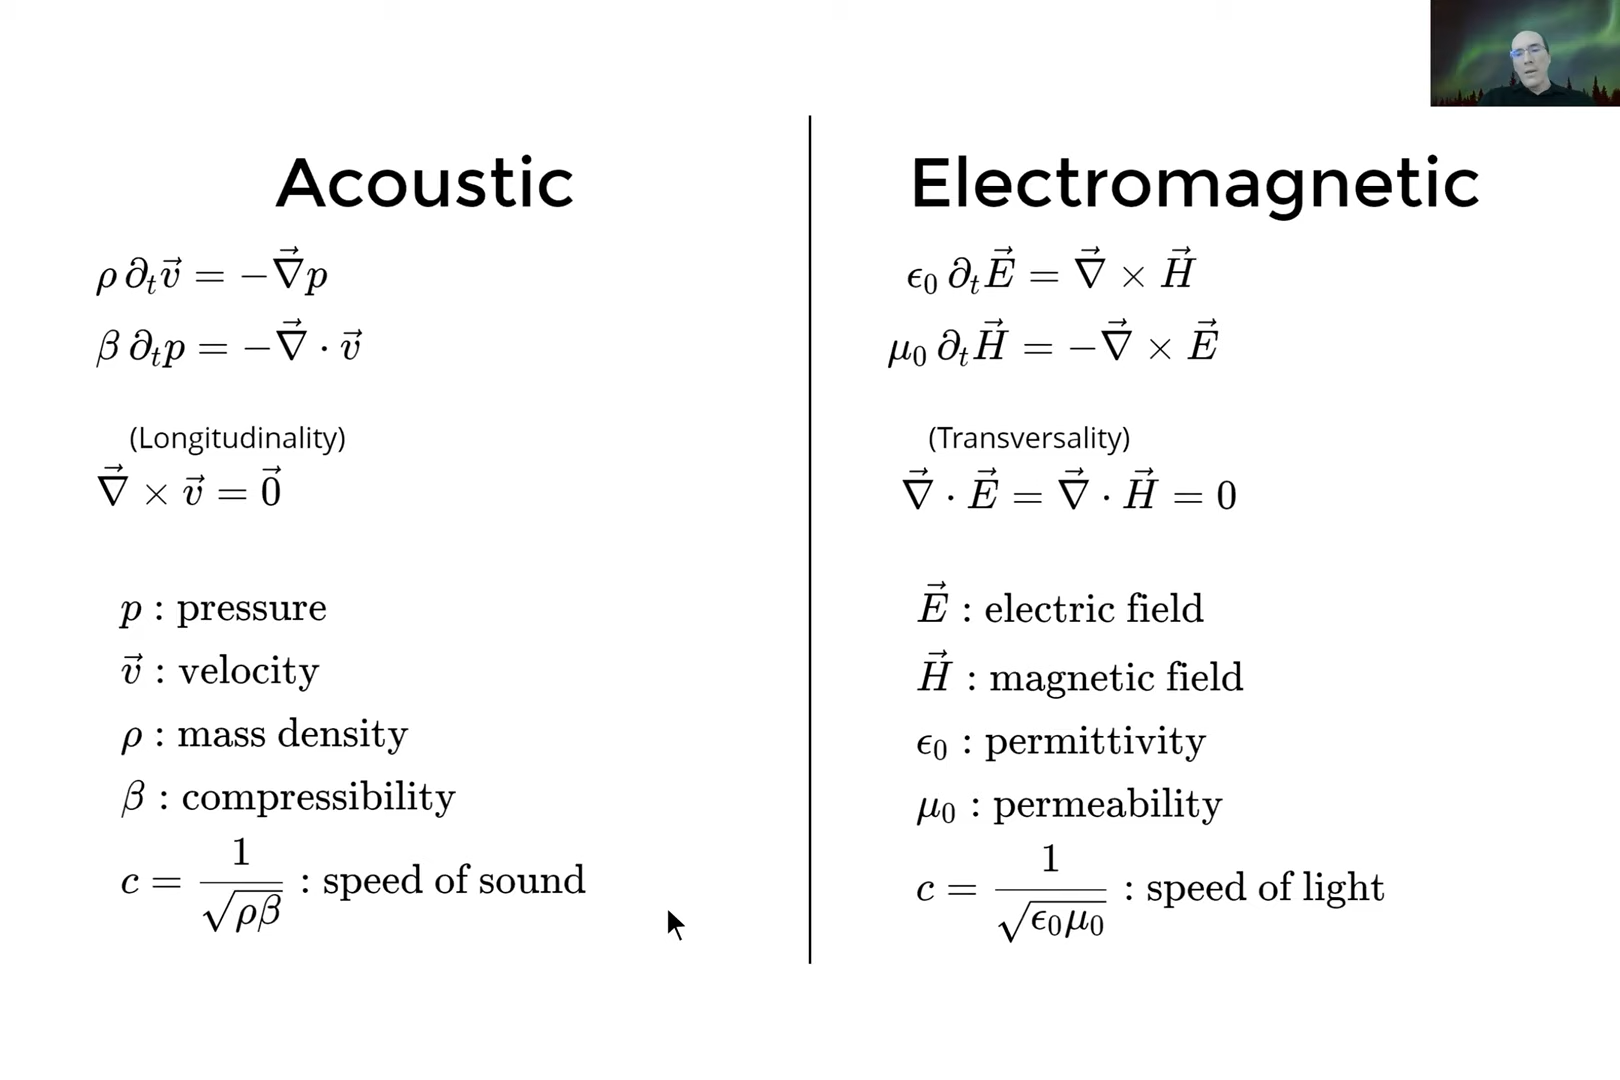 Acoustic
ρ ∂ₜv⃗ = −∇⃗p
β ∂ₜp = −∇⃗ · v⃗
(Longitudinality)
∇⃗ × v⃗ = 0⃗
p : pressure
v⃗ : velocity
ρ : mass density
β : compressibility
c = 1/√(ρβ) : speed of sound
Electromagnetic
ϵ₀ ∂ₜE⃗ = ∇⃗ × H⃗
μ₀ ∂ₜH⃗ = −∇⃗ × E⃗
(Transversality)
∇⃗ · E⃗ = ∇⃗ · H⃗ = 0
E⃗ : electric field
H⃗ : magnetic field
ϵ₀ : permittivity
μ₀ : permeability
c = 1/√(ϵ₀μ₀) : speed of light